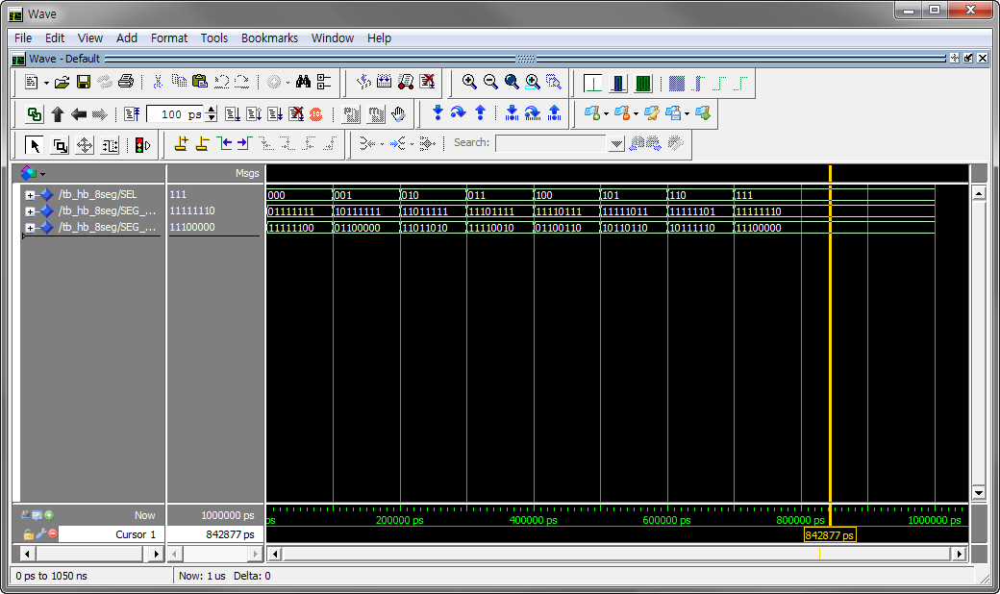 Wave
File Edit View Add Format Tools Bookmarks Window Help
Wave - Default
100 ps
Search:
Msgs
/tb_hb_8seg/SEL 111 000 001 010 011 100 101 110 111
/tb_hb_8seg/SEG_... 11111110 01111111 10111111 11011111 11101111 11110111 11111011 11111101 11111110
/tb_hb_8seg/SEG_... 11100000 11111100 01100000 11011010 11110010 01100110 10110110 10111110 11100000
Now 1000000 ps ps 200000 ps 400000 ps 600000 ps 800000 ps 1000000 ps
Cursor 1 842877 ps 842877 ps
0 ps to 1050 ns Now: 1 us Delta: 0